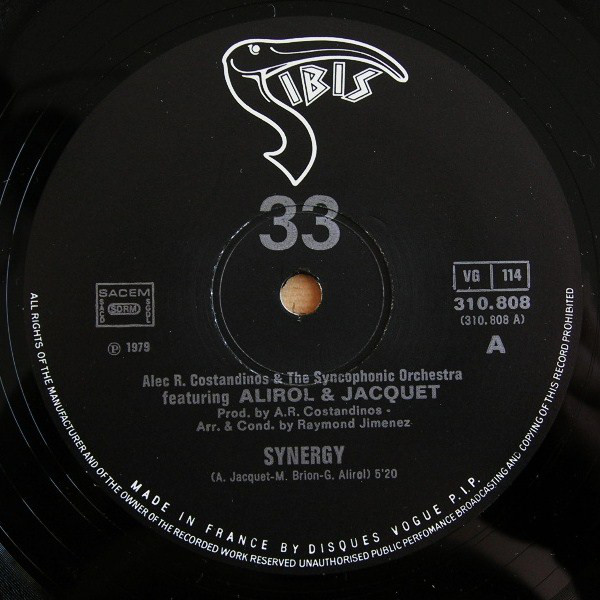 IBIS
33
SACEM
SACD
SDRM
SGDL
VG 114
310.808
(310.808 A)
A
℗ 1979
Alec R. Costandinos & The Syncophonic Orchestra
featuring ALIROL & JACQUET
Prod. by A.R. Costandinos -
Arr. & Cond. by Raymond Jimenez
SYNERGY
(A. Jacquet-M. Brion-G. Alirol) 5'20
MADE IN FRANCE BY DISQUES VOGUE P.I.P.
ALL RIGHTS OF THE MANUFACTURER AND OF THE OWNER OF THE RECORDED WORK RESERVED UNAUTHORISED PUBLIC PERFOMANCE BROADCASTING AND COPYING OF THIS RECORD PROHIBITED